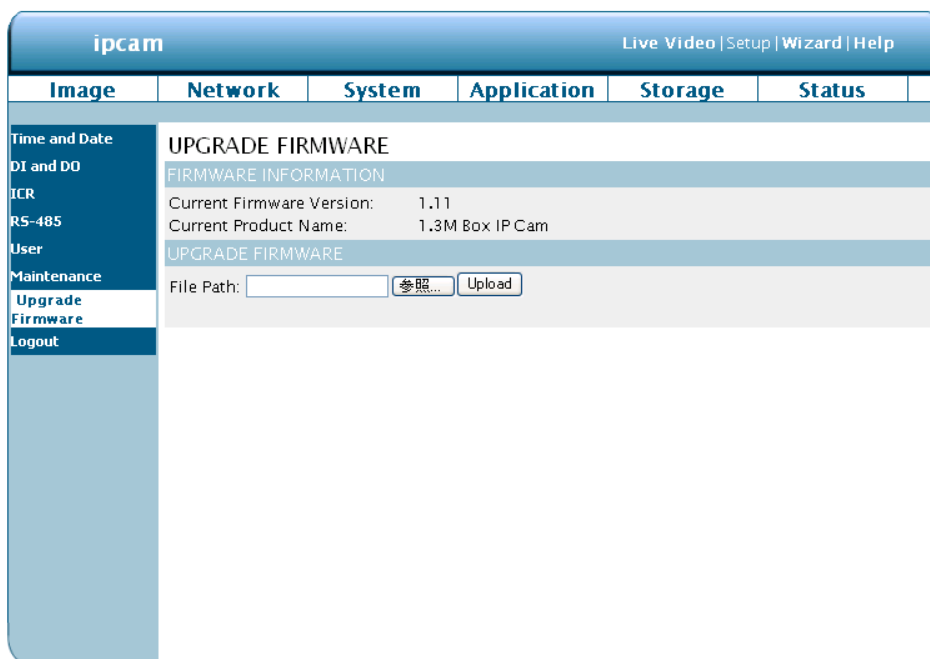 ipcam
Live Video|Setup|Wizard|Help
Image Network System Application Storage Status
Time and Date
DI and DO
ICR
RS-485
User
Maintenance
Upgrade
Firmware
Logout
UPGRADE FIRMWARE
FIRMWARE INFORMATION
Current Firmware Version: 1.11
Current Product Name: 1.3M Box IP Cam
UPGRADE FIRMWARE
File Path: 参照... Upload